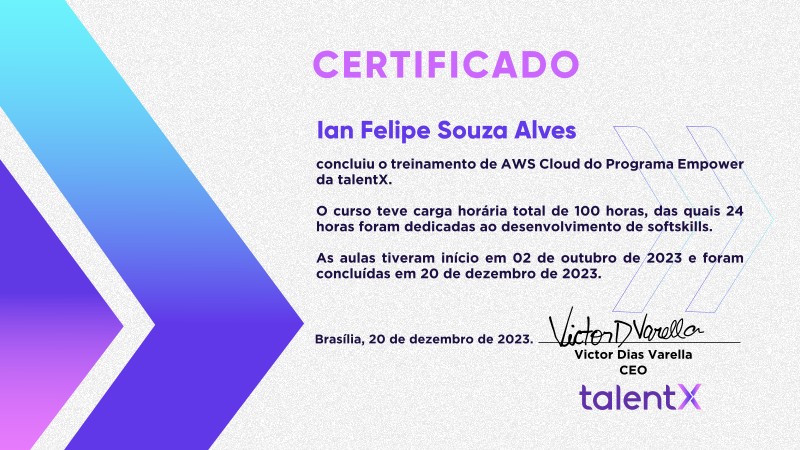 CERTIFICADO
Ian Felipe Souza Alves
concluiu o treinamento de AWS Cloud do Programa Empower
da talentX.
O curso teve carga horária total de 100 horas, das quais 24
horas foram dedicadas ao desenvolvimento de softskills.
As aulas tiveram início em 02 de outubro de 2023 e foram
concluídas em 20 de dezembro de 2023.
Victor D Varella
Brasília, 20 de dezembro de 2023.
Victor Dias Varella
CEO
talentX